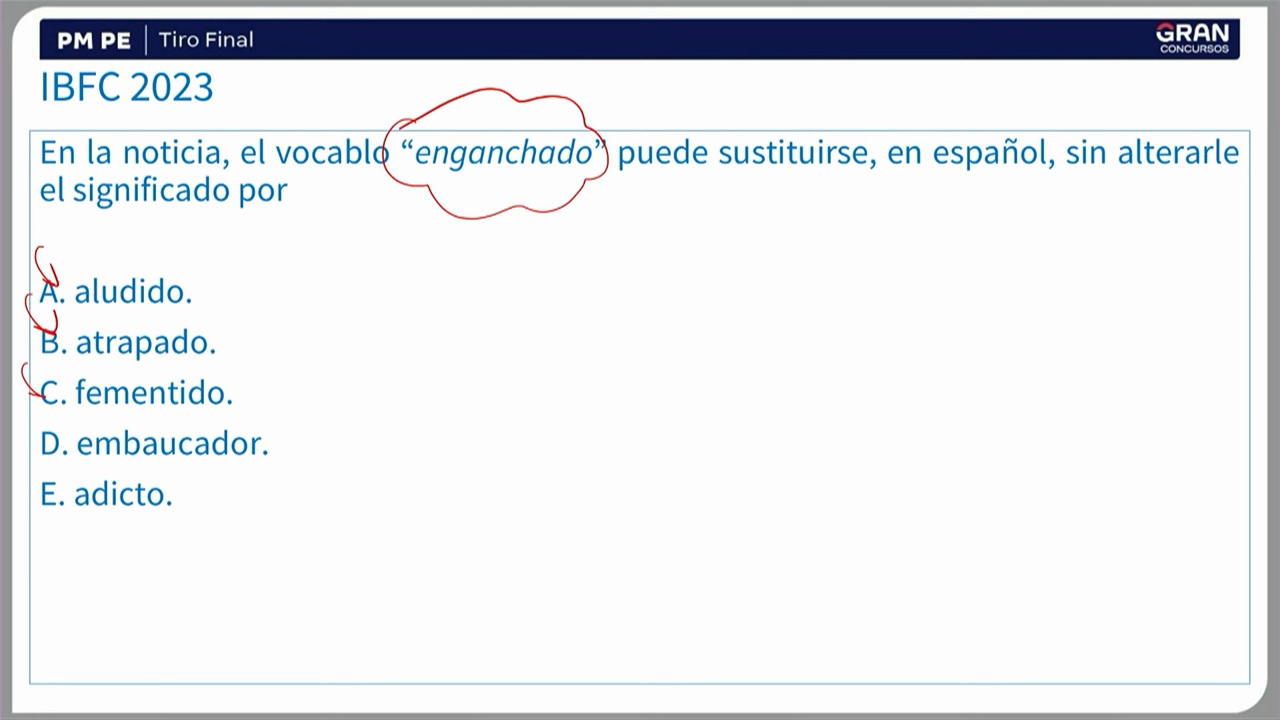 PM PE | Tiro Final
GRAN
CONCURSOS
IBFC 2023
En la noticia, el vocablo “enganchado” puede sustituirse, en español, sin alterarle
el significado por
A. aludido.
B. atrapado.
C. fementido.
D. embaucador.
E. adicto.